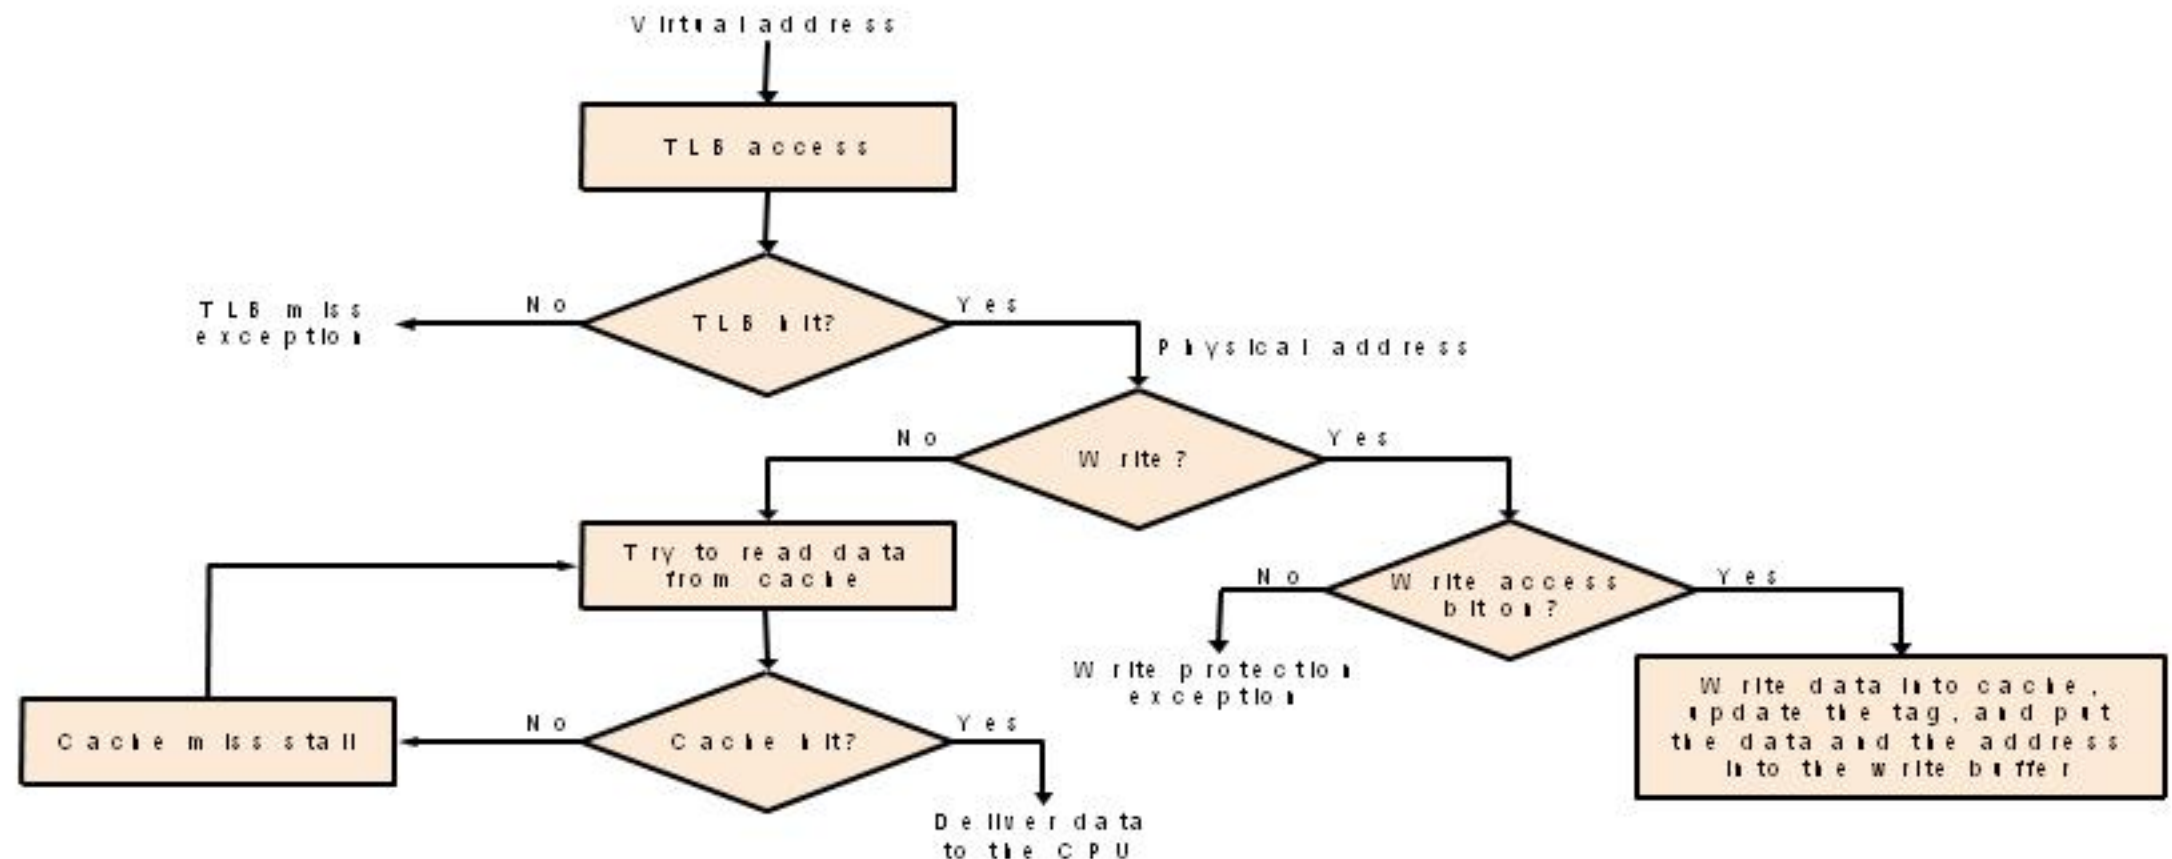 Virtual address
TLB access
No
Yes
TLB miss
exception
TLB hit?
Physical address
No
Yes
Write?
Try to read data
from cache
No
Yes
Write access
bit on?
Write protection
exception
Write data into cache,
update the tag, and put
the data and the address
into the write buffer
No
Yes
Cache miss stall
Cache hit?
Deliver data
to the CPU